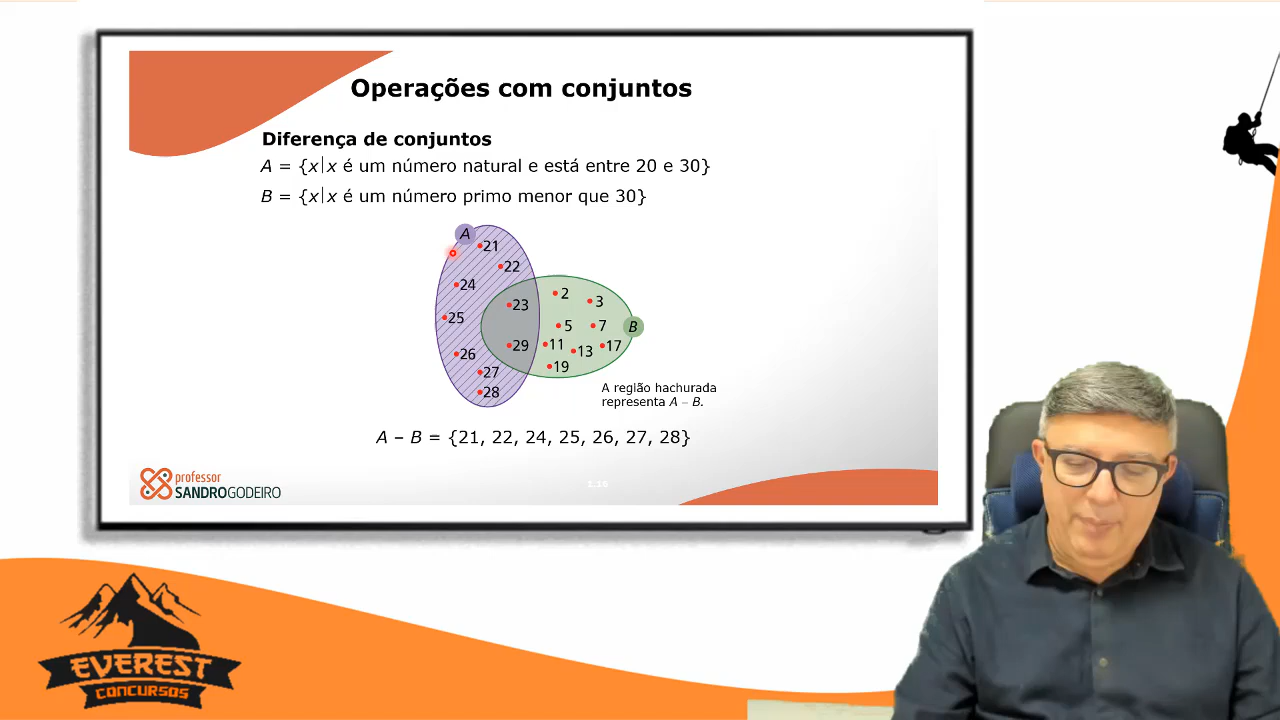 Operações com conjuntos
Diferença de conjuntos
A = {x|x é um número natural e está entre 20 e 30}
B = {x|x é um número primo menor que 30}
A
21
22
24
23
2
3
25
5
7
B
26
29
11
13
17
27
19
28
A região hachurada
representa A – B.
A – B = {21, 22, 24, 25, 26, 27, 28}
professor
SANDROGODEIRO
1.16
EVEREST
CONCURSOS